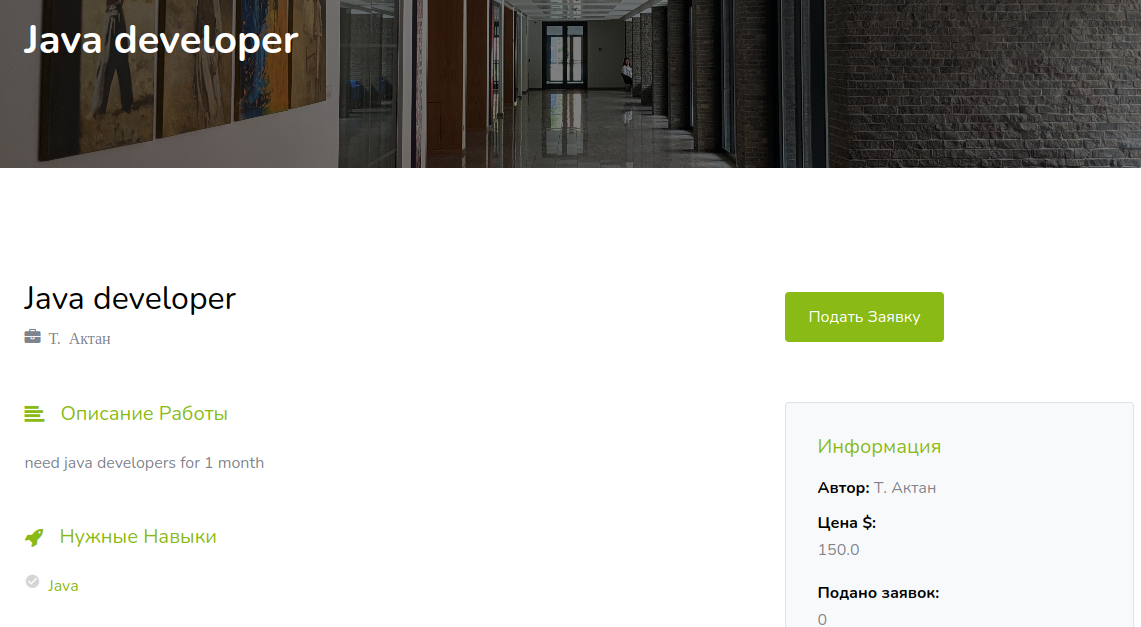 Java developer
Java developer
Т. Актан
Описание Работы
need java developers for 1 month
Нужные Навыки
Java
Подать Заявку
Информация
Автор: Т. Актан
Цена $:
150.0
Подано заявок:
0